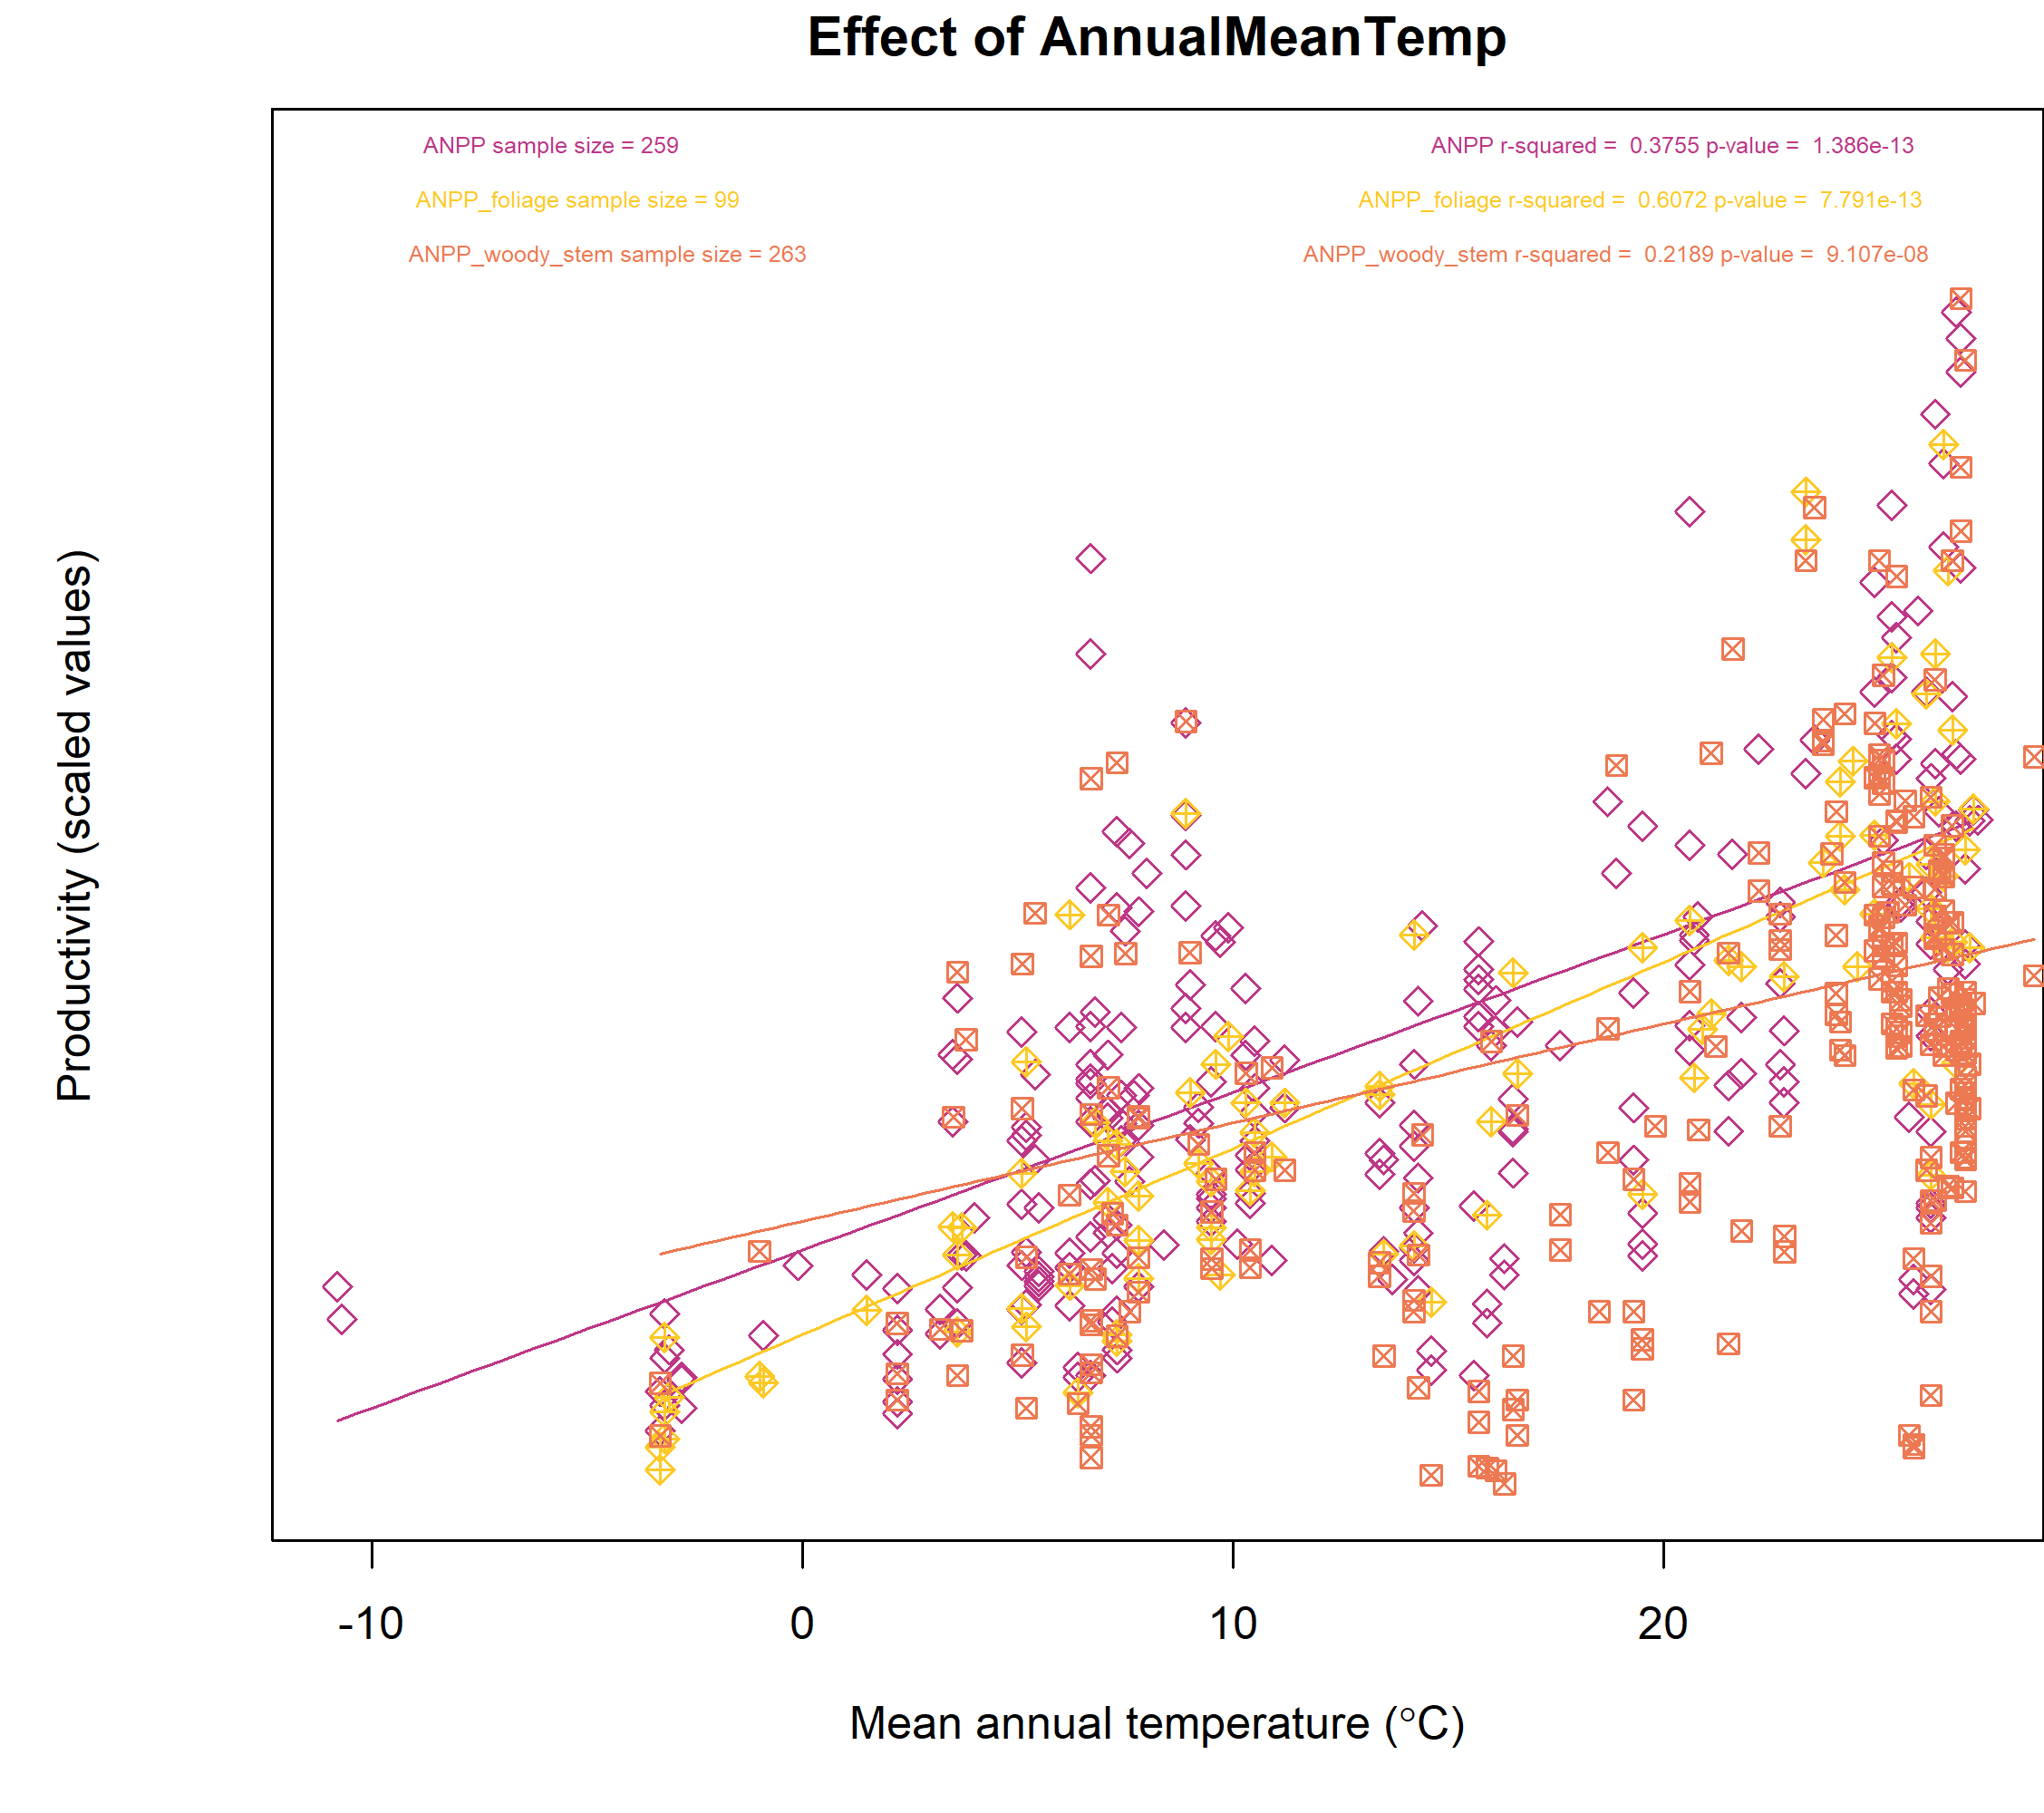 Effect of AnnualMeanTemp
ANPP sample size = 259
ANPP r-squared =  0.3755 p-value =  1.386e-13
ANPP_foliage sample size = 99
ANPP_foliage r-squared =  0.6072 p-value =  7.791e-13
ANPP_woody_stem sample size = 263
ANPP_woody_stem r-squared =  0.2189 p-value =  9.107e-08
Productivity (scaled values)
-10
0
10
20
Mean annual temperature (°C)